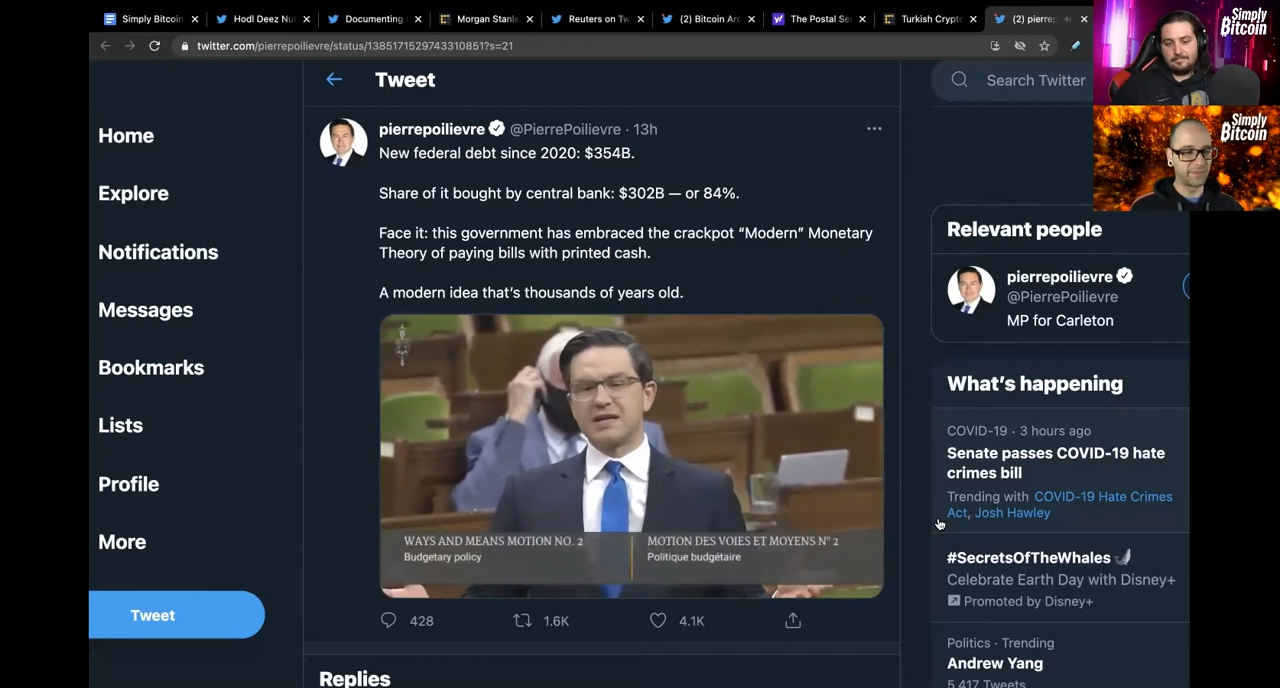 Simply Bitcoin
Hodl Deez Nu
Documenting
Morgan Stanle
Reuters on Tw
(2) Bitcoin Ar
The Postal Se
Turkish Crypt
(2) pierre
twitter.com/pierrepoilievre/status/1385171529743310851?s=21
Simply
Bitcoin
Simply
Bitcoin
Home
Explore
Notifications
Messages
Bookmarks
Lists
Profile
More
Tweet
Tweet
pierrepoilievre @PierrePoilievre · 13h
New federal debt since 2020: $354B.
Share of it bought by central bank: $302B — or 84%.
Face it: this government has embraced the crackpot “Modern” Monetary
Theory of paying bills with printed cash.
A modern idea that’s thousands of years old.
WAYS AND MEANS MOTION NO. 2
Budgetary policy
MOTION DES VOIES ET MOYENS N° 2
Politique budgétaire
428
1.6K
4.1K
Replies
Search Twitter
Relevant people
pierrepoilievre
@PierrePoilievre
MP for Carleton
What’s happening
COVID-19 · 3 hours ago
Senate passes COVID-19 hate
crimes bill
Trending with COVID-19 Hate Crimes
Act, Josh Hawley
#SecretsOfTheWhales
Celebrate Earth Day with Disney+
Promoted by Disney+
Politics · Trending
Andrew Yang
5,417 Tweets